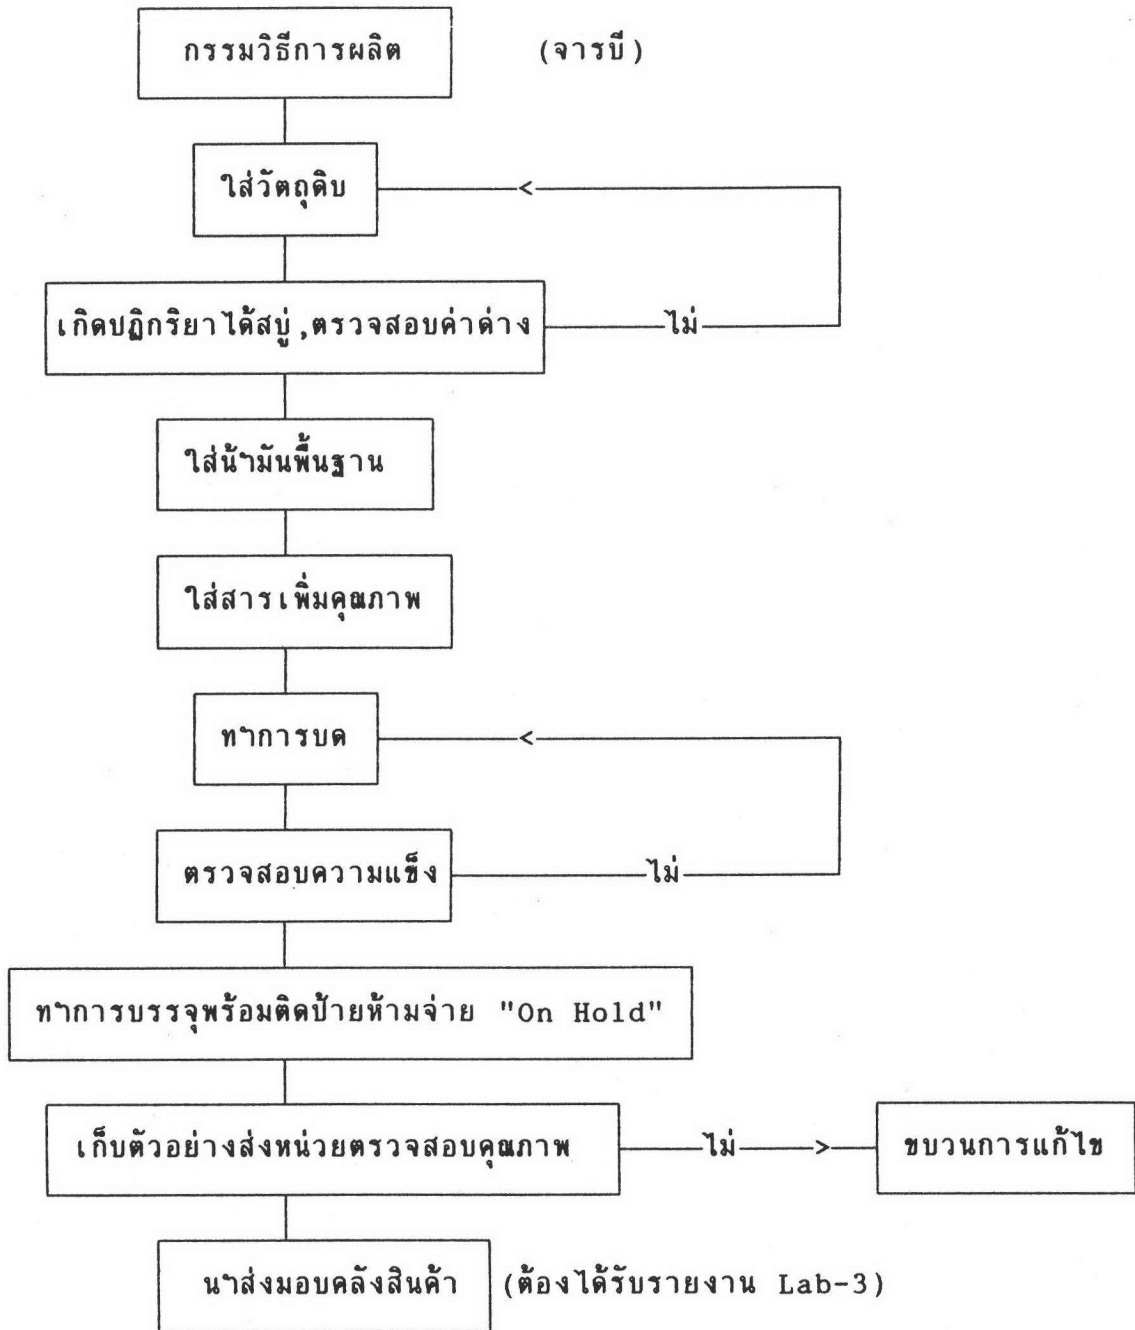 กรรมวิธีการผลิต (จารบี)
ใส่วัตถุดิบ
<
เกิดปฏิกริยาได้สบู่,ตรวจสอบค่าด่าง ไม่
ใส่น้ำมันพื้นฐาน
ใส่สารเพิ่มคุณภาพ
ทำการบด
<
ตรวจสอบความแข็ง ไม่
ทำการบรรจุพร้อมติดป้ายห้ามจ่าย "On Hold"
เก็บตัวอย่างส่งหน่วยตรวจสอบคุณภาพ ไม่ > ขบวนการแก้ไข
นำส่งมอบคลังสินค้า (ต้องได้รับรายงาน Lab-3)